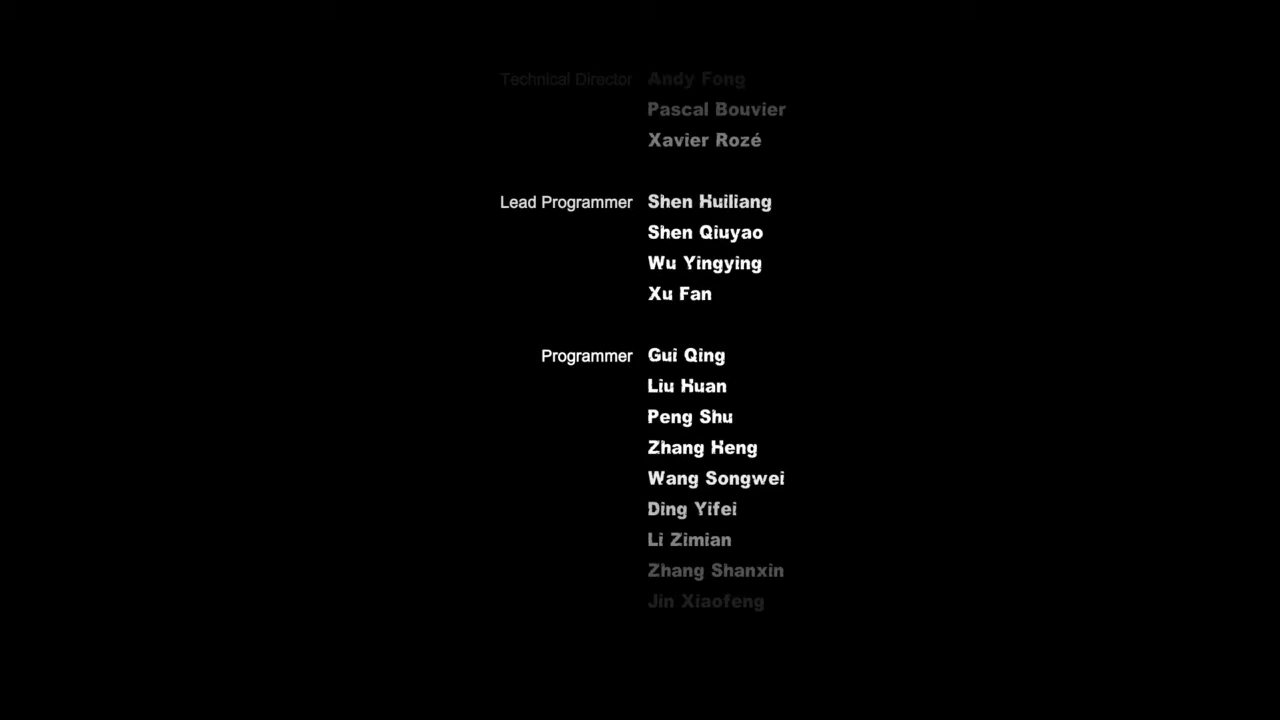 Technical Director Andy Fong
Pascal Bouvier
Xavier Rozé
Lead Programmer Shen Huiliang
Shen Qiuyao
Wu Yingying
Xu Fan
Programmer Gui Qing
Liu Huan
Peng Shu
Zhang Heng
Wang Songwei
Ding Yifei
Li Zimian
Zhang Shanxin
Jin Xiaofeng